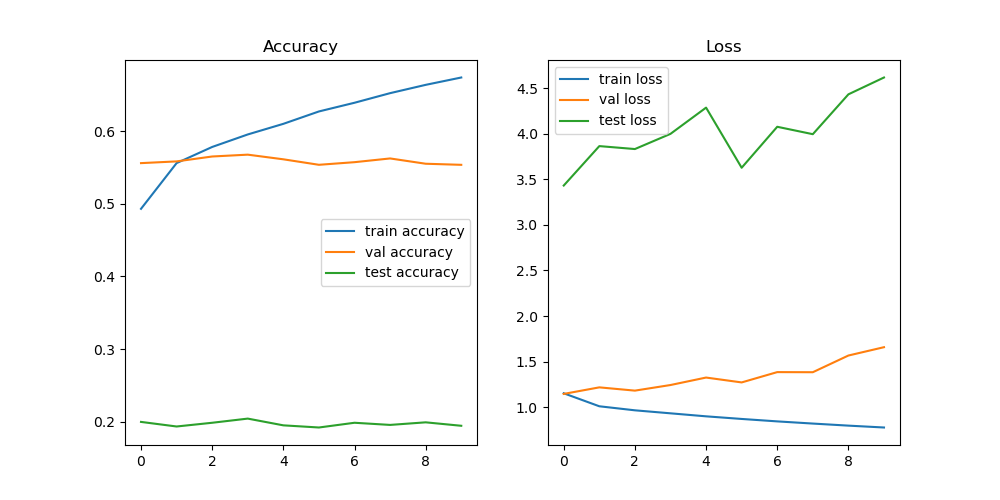 Accuracy
0.6
0.5
0.4
0.3
0.2
0 2 4 6 8
train accuracy
val accuracy
test accuracy
Loss
4.5
4.0
3.5
3.0
2.5
2.0
1.5
1.0
0 2 4 6 8
train loss
val loss
test loss